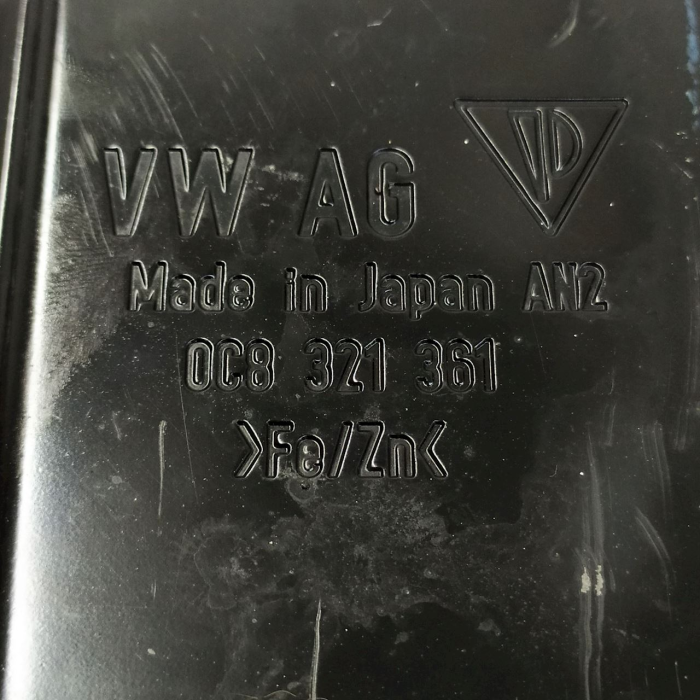 VW AG
Made in Japan AN2
0C8 321 361
>Fe/Zn<